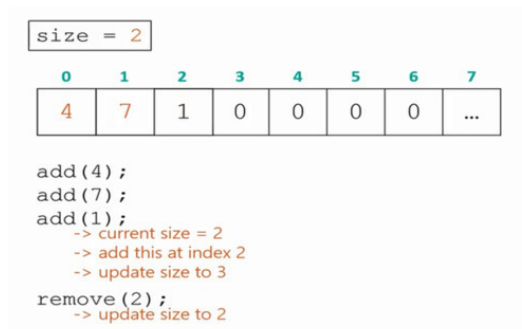 size = 2
0 1 2 3 4 5 6 7
4 7 1 0 0 0 0 ...
add(4);
add(7);
add(1);
-> current size = 2
-> add this at index 2
-> update size to 3
remove(2);
-> update size to 2